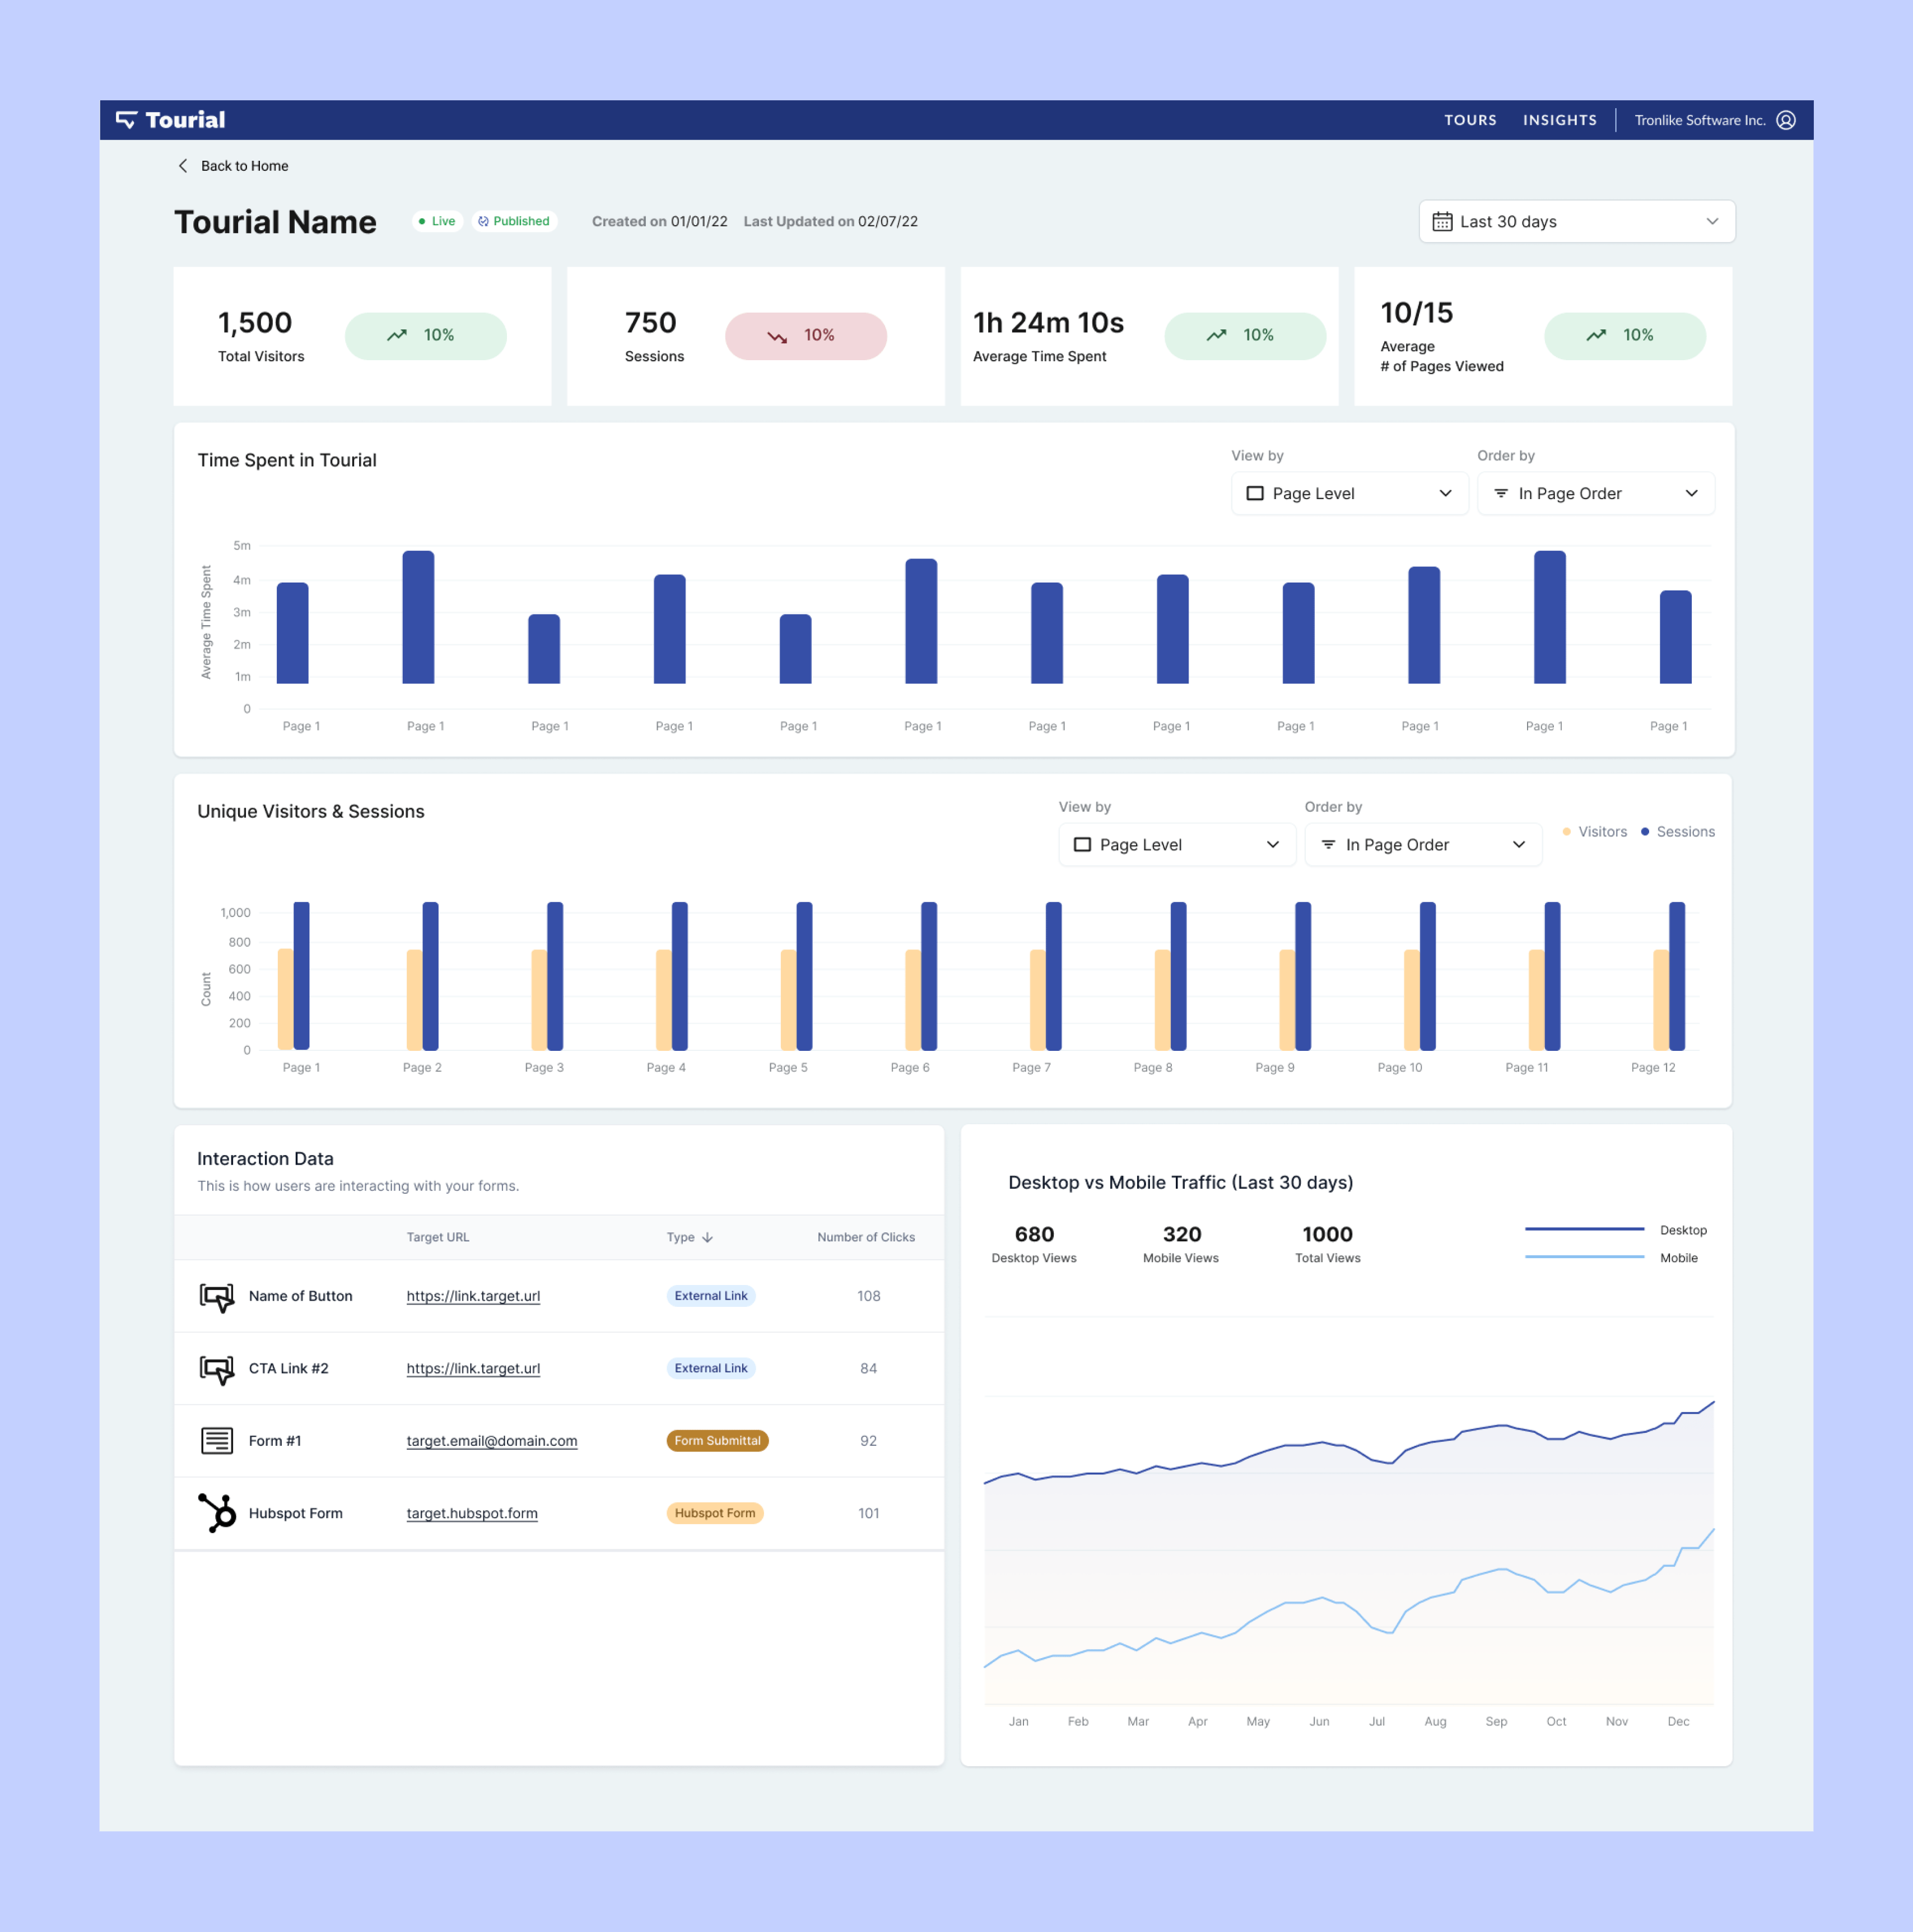 Tourial
TOURS INSIGHTS Tronlike Software Inc.
Back to Home
Tourial Name
Live
Published
Created on 01/01/22 Last Updated on 02/07/22
Last 30 days
1,500
Total Visitors
10%
750
Sessions
10%
1h 24m 10s
Average Time Spent
10%
10/15
Average
# of Pages Viewed
10%
Time Spent in Tourial
View by
Page Level
Order by
In Page Order
Average Time Spent
5m
4m
3m
2m
1m
0
Page 1 Page 1 Page 1 Page 1 Page 1 Page 1 Page 1 Page 1 Page 1 Page 1 Page 1 Page 1
Unique Visitors & Sessions
View by
Page Level
Order by
In Page Order
Visitors Sessions
Count
1,000
800
600
400
200
0
Page 1 Page 2 Page 3 Page 4 Page 5 Page 6 Page 7 Page 8 Page 9 Page 10 Page 11 Page 12
Interaction Data
This is how users are interacting with your forms.
Target URL Type Number of Clicks
Name of Button https://link.target.url External Link 108
CTA Link #2 https://link.target.url External Link 84
Form #1 target.email@domain.com Form Submittal 92
Hubspot Form target.hubspot.form Hubspot Form 101
Desktop vs Mobile Traffic (Last 30 days)
680
Desktop Views
320
Mobile Views
1000
Total Views
Desktop
Mobile
Jan Feb Mar Apr May Jun Jul Aug Sep Oct Nov Dec